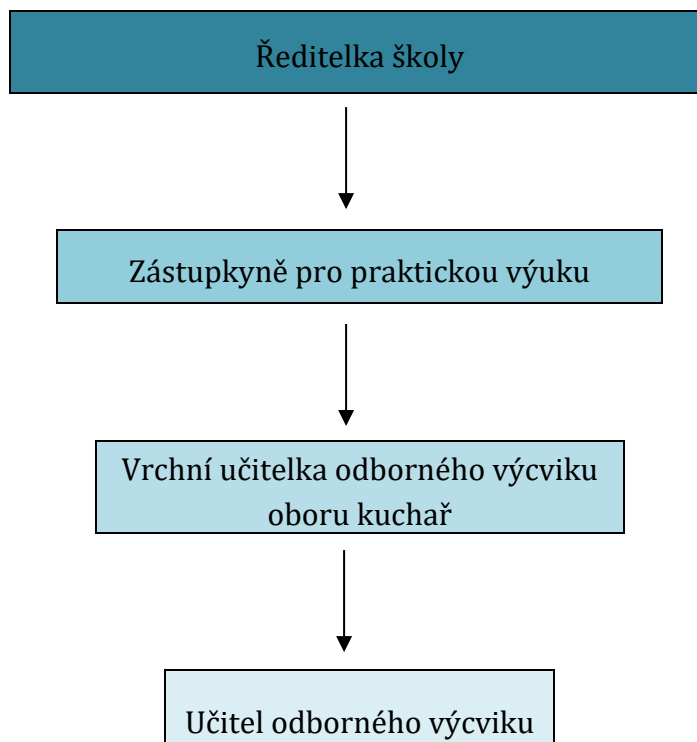 Ředitelka školy
Zástupkyně pro praktickou výuku
Vrchní učitelka odborného výcviku
oboru kuchař
Učitel odborného výcviku